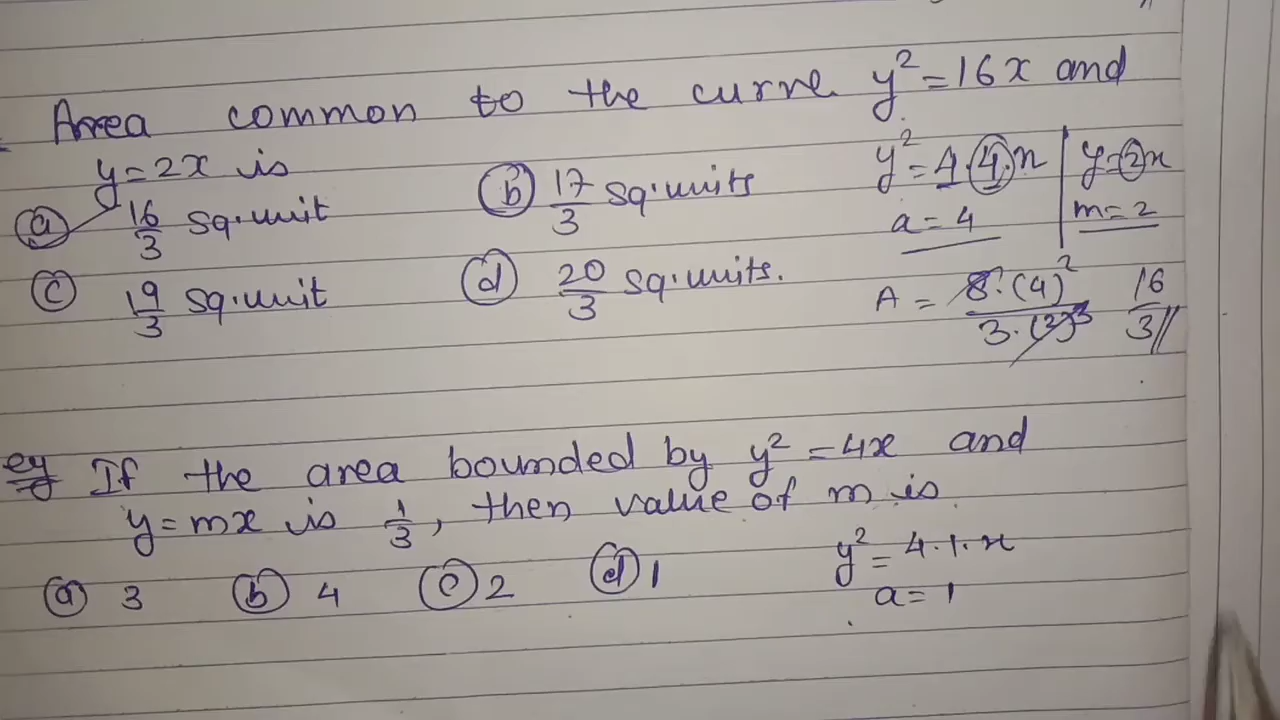 Area common to the curve y² = 16x and
y = 2x is
(a) 16/3 sq. unit (b) 17/3 sq. units
(c) 19/3 sq. unit (d) 20/3 sq. units.
y² = 4.4.x | y = 2x
a = 4 | m = 2
A = 8.(4)²/3.(2)³ 16/3 //
eg If the area bounded by y² = 4x and
y = mx is 1/3, then value of m is
(a) 3 (b) 4 (c) 2 (d) 1
y² = 4.1.x
a = 1